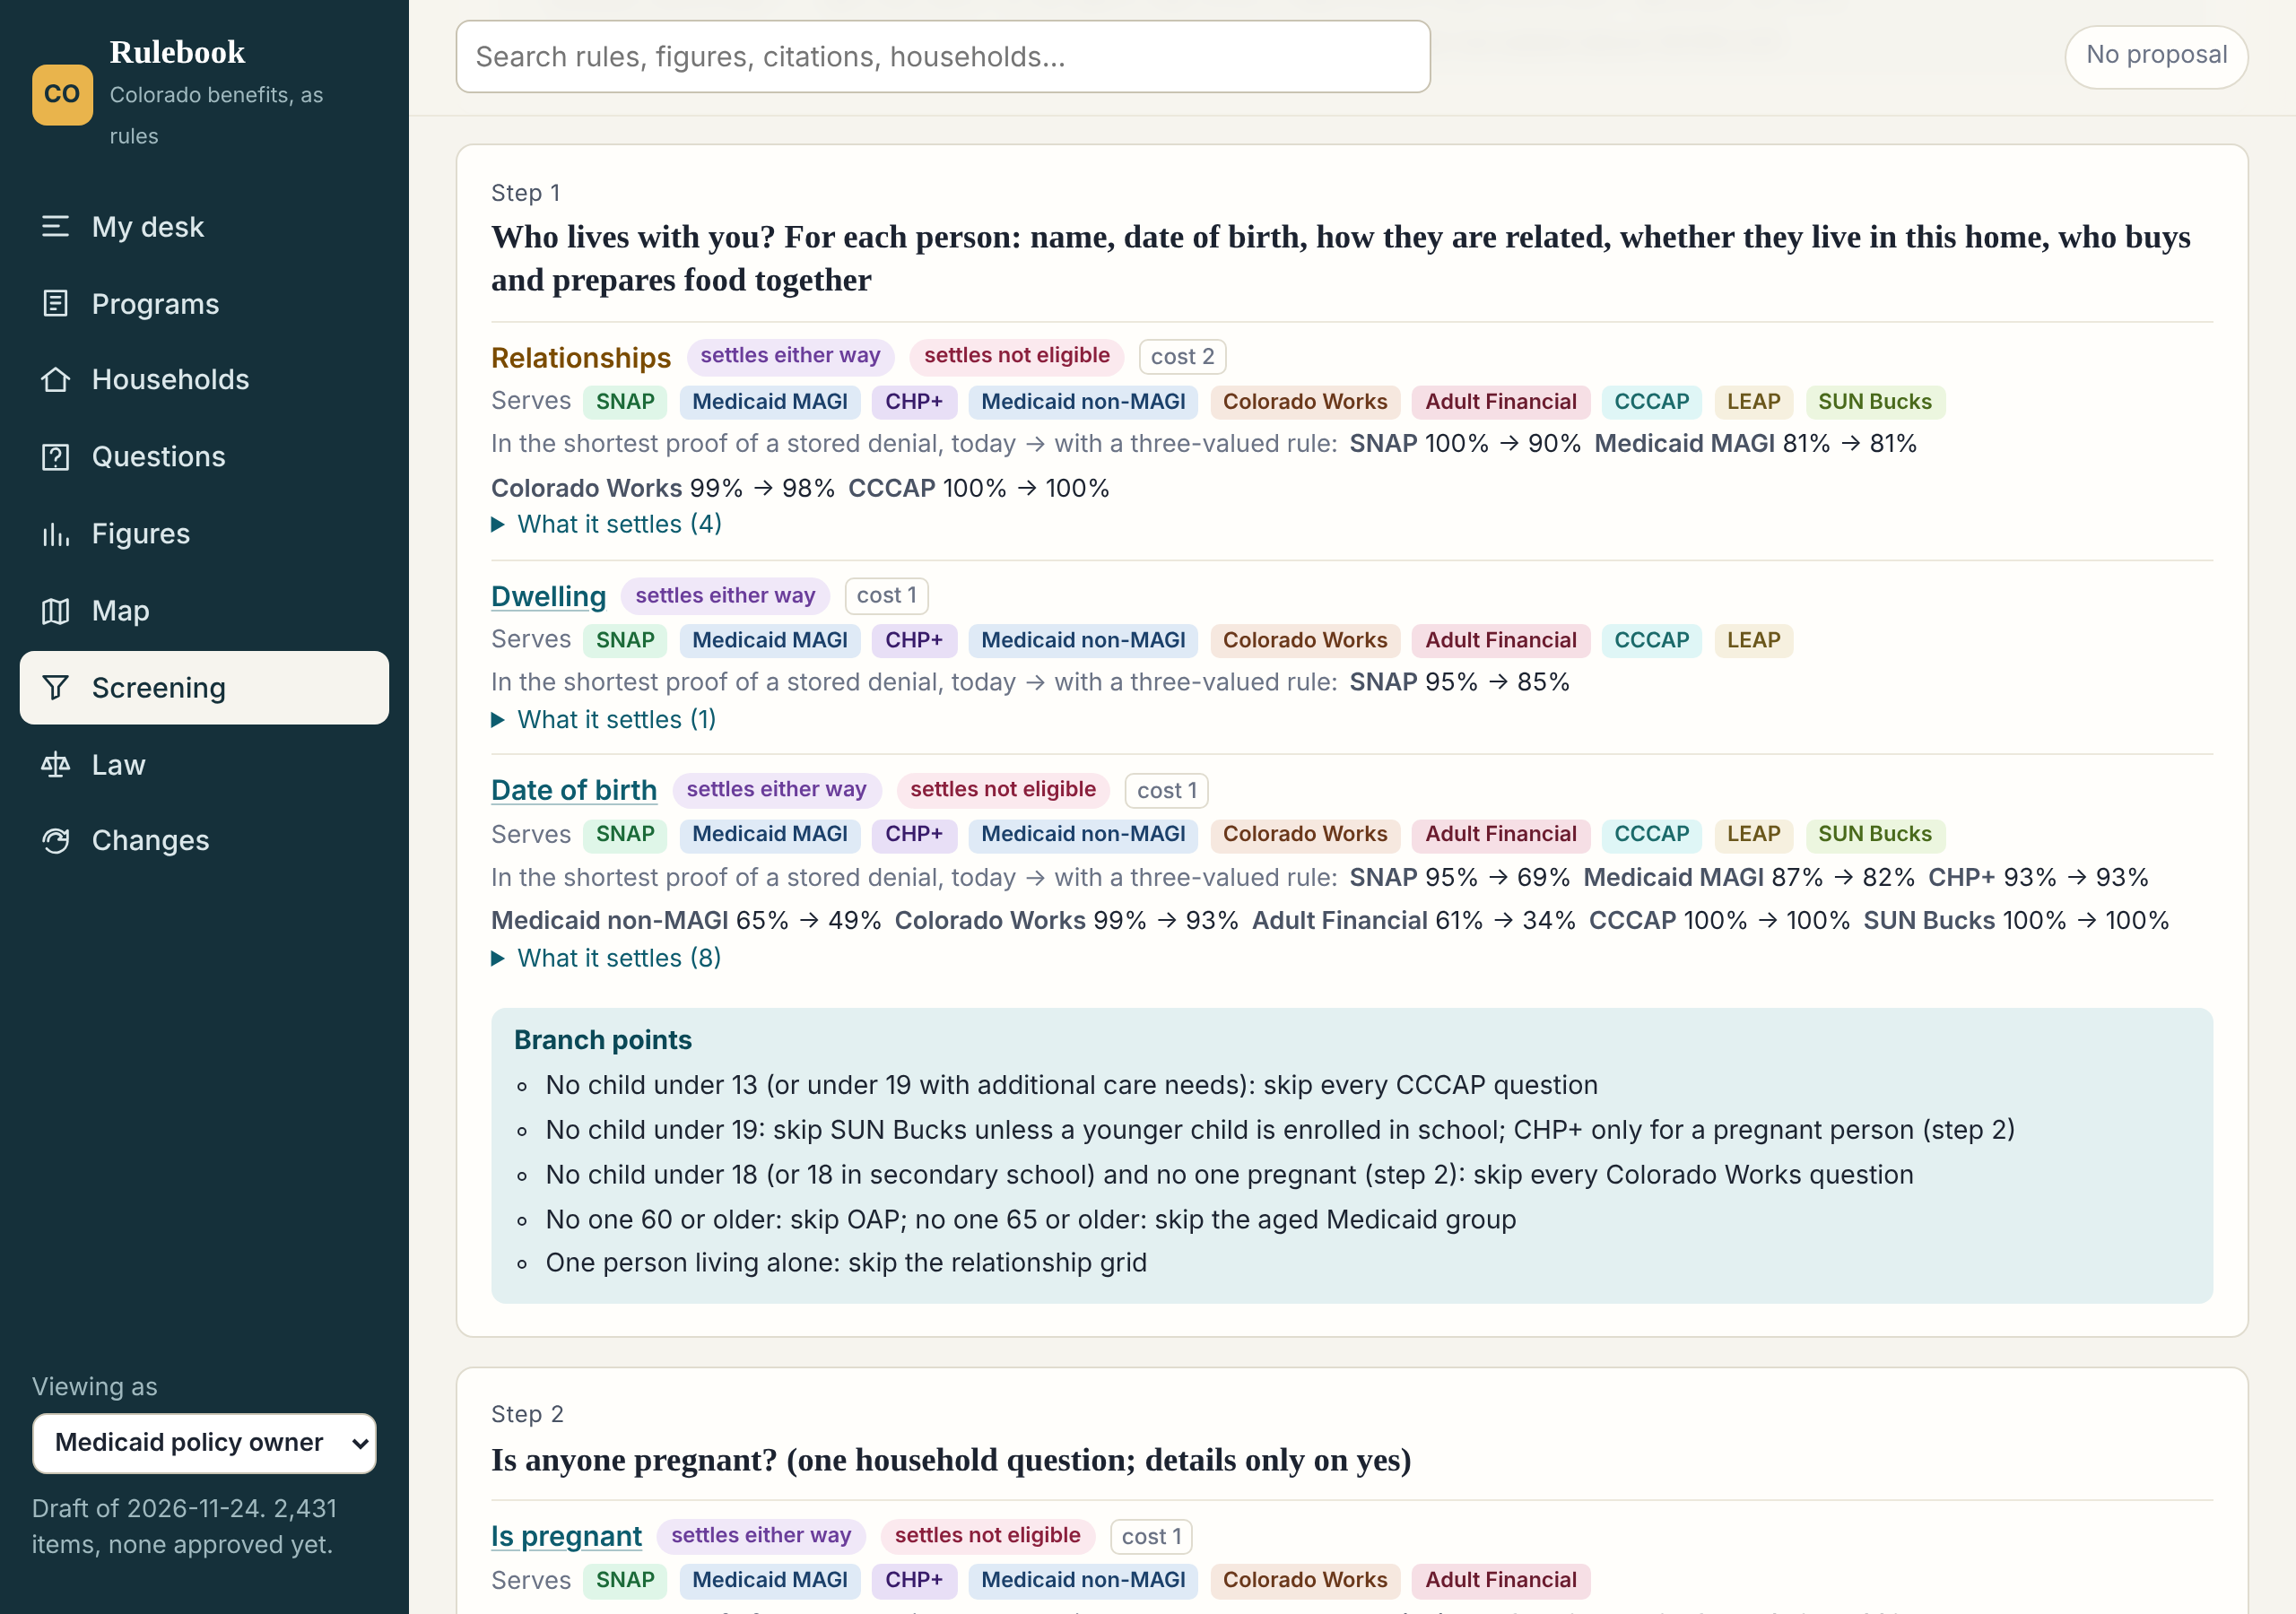 CO
Rulebook
Colorado benefits, as
rules
My desk
Programs
Households
Questions
Figures
Map
Screening
Law
Changes
Viewing as
Medicaid policy owner
Draft of 2026-11-24. 2,431
items, none approved yet.
Search rules, figures, citations, households...
No proposal
Step 1
Who lives with you? For each person: name, date of birth, how they are related, whether they live in this home, who buys
and prepares food together
Relationships settles either way settles not eligible cost 2
Serves SNAP Medicaid MAGI CHP+ Medicaid non-MAGI Colorado Works Adult Financial CCCAP LEAP SUN Bucks
In the shortest proof of a stored denial, today → with a three-valued rule: SNAP 100% → 90% Medicaid MAGI 81% → 81%
Colorado Works 99% → 98% CCCAP 100% → 100%
▶ What it settles (4)
Dwelling settles either way cost 1
Serves SNAP Medicaid MAGI CHP+ Medicaid non-MAGI Colorado Works Adult Financial CCCAP LEAP
In the shortest proof of a stored denial, today → with a three-valued rule: SNAP 95% → 85%
▶ What it settles (1)
Date of birth settles either way settles not eligible cost 1
Serves SNAP Medicaid MAGI CHP+ Medicaid non-MAGI Colorado Works Adult Financial CCCAP LEAP SUN Bucks
In the shortest proof of a stored denial, today → with a three-valued rule: SNAP 95% → 69% Medicaid MAGI 87% → 82% CHP+ 93% → 93%
Medicaid non-MAGI 65% → 49% Colorado Works 99% → 93% Adult Financial 61% → 34% CCCAP 100% → 100% SUN Bucks 100% → 100%
▶ What it settles (8)
Branch points
◦ No child under 13 (or under 19 with additional care needs): skip every CCCAP question
◦ No child under 19: skip SUN Bucks unless a younger child is enrolled in school; CHP+ only for a pregnant person (step 2)
◦ No child under 18 (or 18 in secondary school) and no one pregnant (step 2): skip every Colorado Works question
◦ No one 60 or older: skip OAP; no one 65 or older: skip the aged Medicaid group
◦ One person living alone: skip the relationship grid
Step 2
Is anyone pregnant? (one household question; details only on yes)
Is pregnant settles either way settles not eligible cost 1
Serves SNAP Medicaid MAGI CHP+ Medicaid non-MAGI Colorado Works Adult Financial